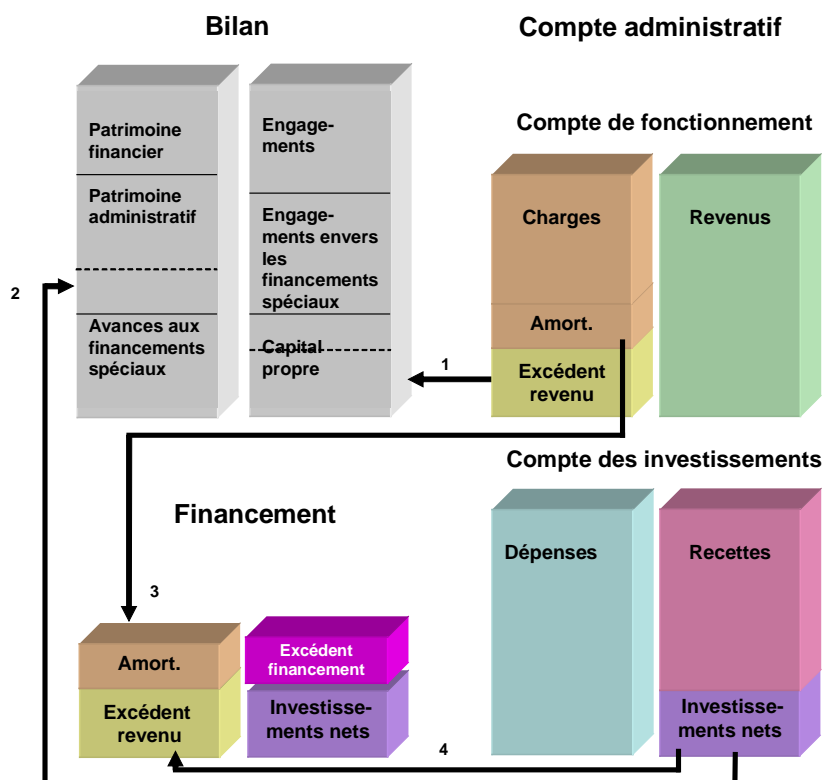 Bilan
Compte administratif
Patrimoine
financier
Patrimoine
administratif
Avances aux
financements
spéciaux
Engage-
ments
Engage-
ments envers
les
financements
spéciaux
Capital
propre
Compte de fonctionnement
Charges
Amort.
Excédent
revenu
Revenus
1
2
Compte des investissements
Dépenses
Recettes
Investisse-
ments nets
Financement
3
Amort.
Excédent
revenu
Excédent
financement
Investisse-
ments nets
4